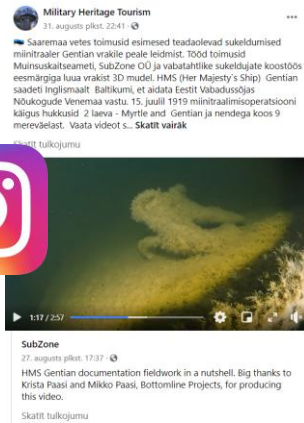 Military Heritage Tourism
31. augusts plkst. 22:41 ·
Saaremaa vetes toimusid esimesed teadaolevad sukeldumised
miinitraaler Gentian vrakile peale leidmist. Tööd toimusid
Muinsuskaitseameti, SubZone OÜ ja vabatahtlike sukeldujate koostöös
eesmärgiga luua vrakist 3D mudel. HMS (Her Majesty`s Ship) Gentian
saadeti Inglismaalt Baltikumi, et aidata Eestit Vabadussõjas
Nõukogude Venemaa vastu. 15. juulil 1919 miinitraalimisoperatsiooni
käigus hukkusid 2 laeva - Myrtle and Gentian ja nendega koos 9
mereväelast. Vaata videot s... Skatīt vairāk
Skatīt tulkojumu
1:17 / 2:57
SubZone
27. augusts plkst. 17:37 ·
HMS Gentian documentation fieldwork in a nutshell. Big thanks to
Krista Paasi and Mikko Paasi, Bottomline Projects, for producing
this video.
Skatīt tulkojumu